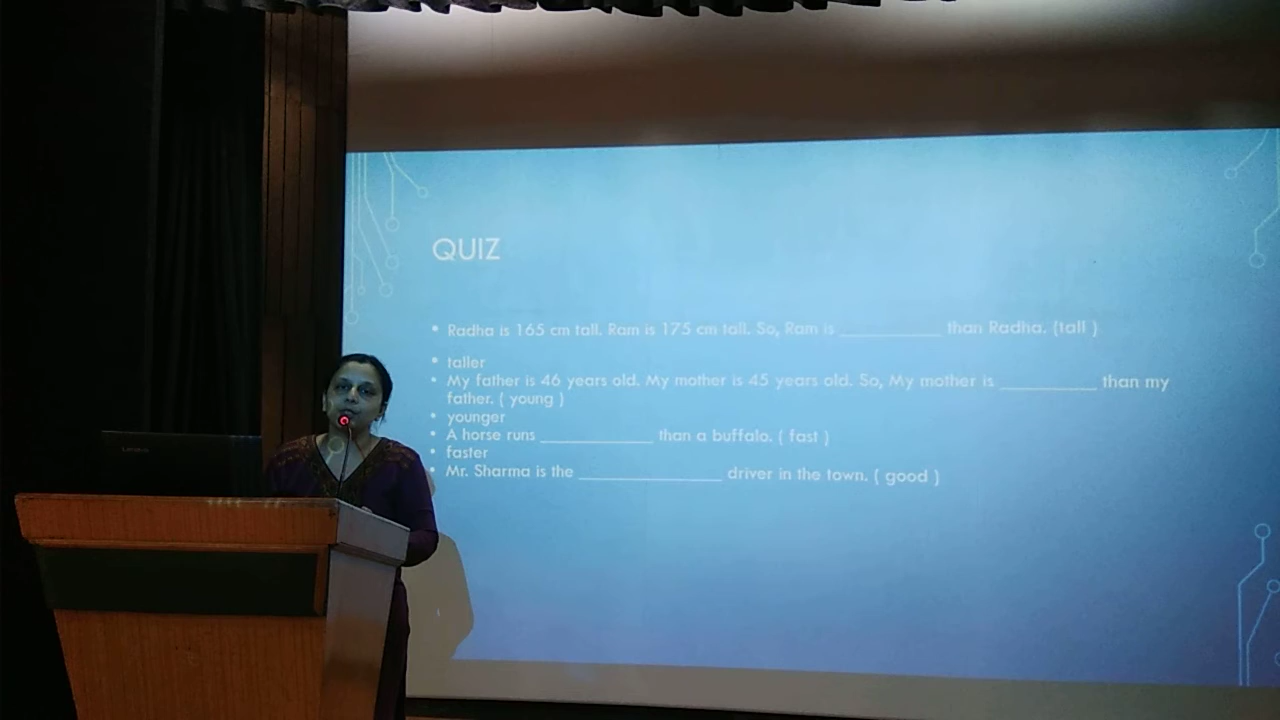 QUIZ
• Radha is 165 cm tall. Ram is 175 cm tall. So, Ram is __________ than Radha. (tall )
• taller
• My father is 46 years old. My mother is 45 years old. So, My mother is __________ than my
father. ( young )
• younger
• A horse runs ____________ than a buffalo. ( fast )
• faster
• Mr. Sharma is the _______________ driver in the town. ( good )
Lenovo